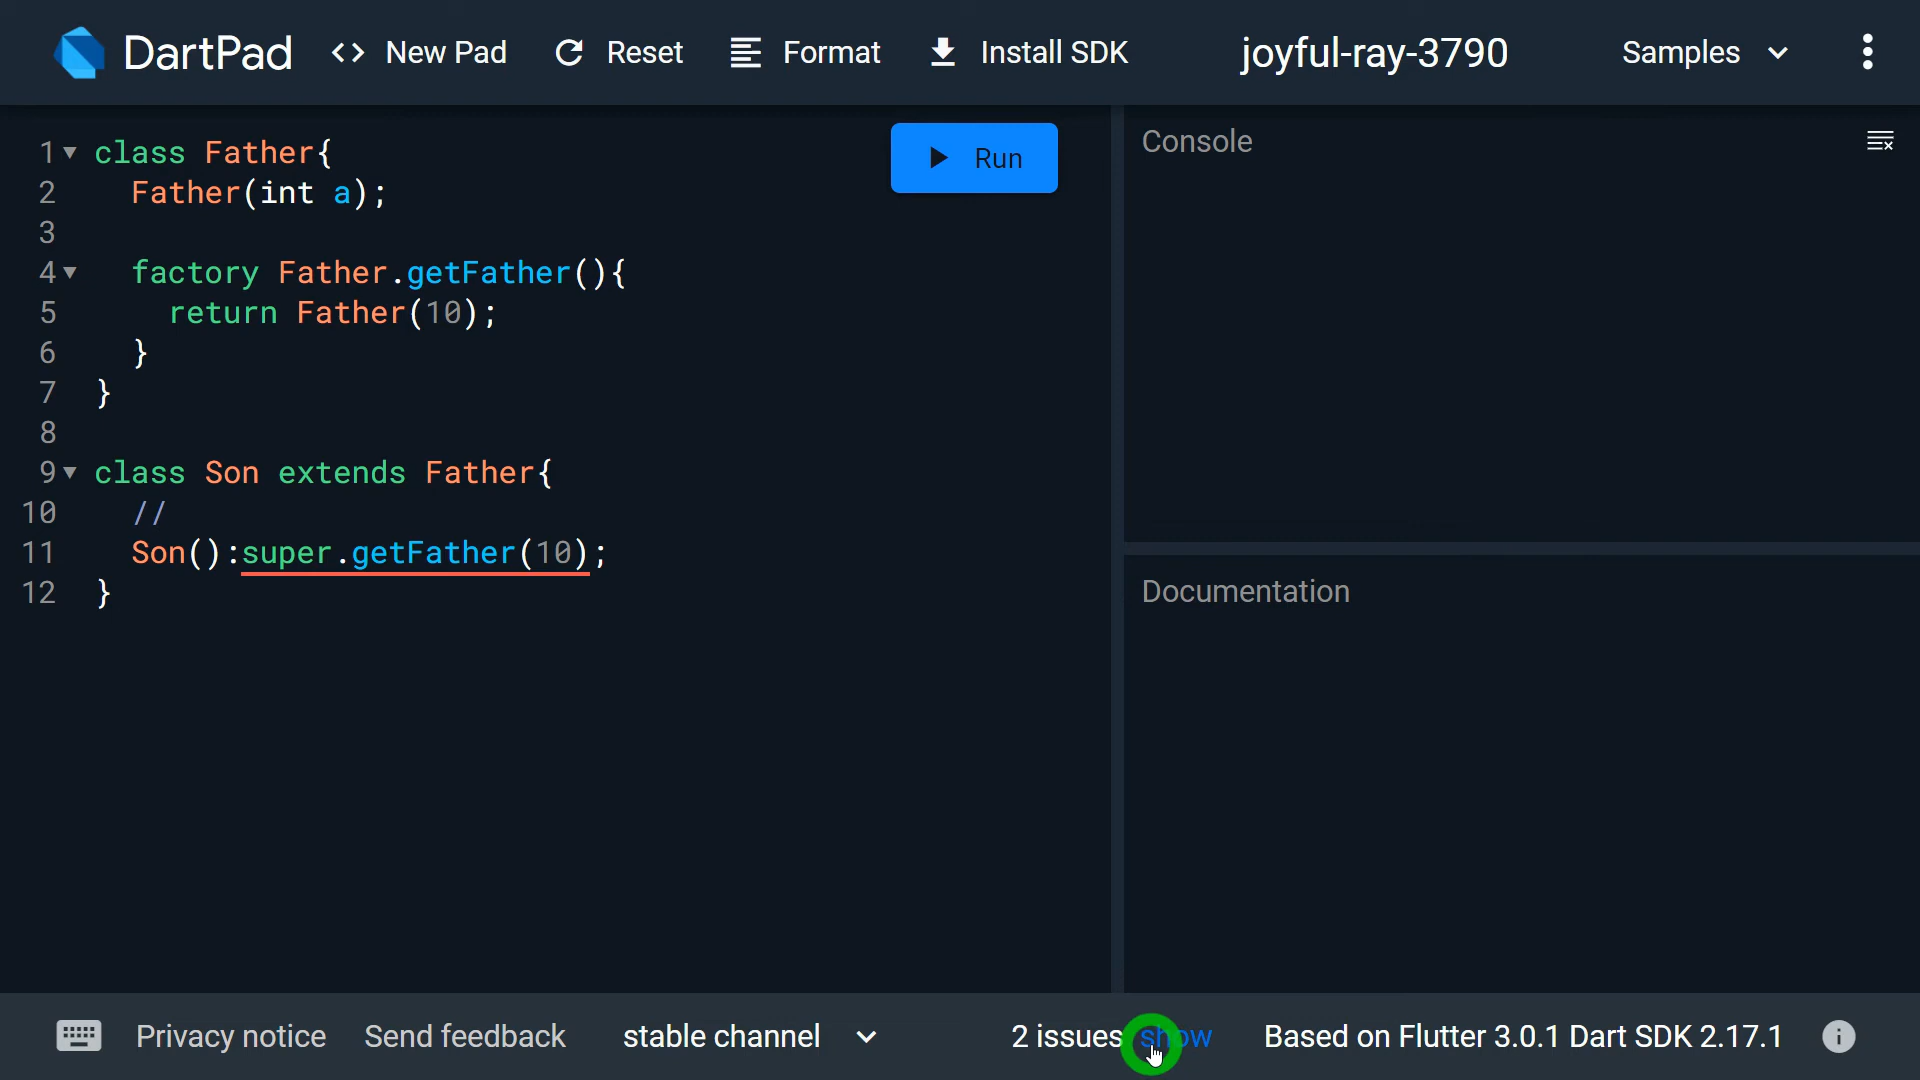 DartPad <> New Pad Reset Format Install SDK joyful-ray-3790 Samples
1 class Father{
2 Father(int a);
3
4 factory Father.getFather(){
5 return Father(10);
6 }
7 }
8
9 class Son extends Father{
10 //
11 Son():super.getFather(10);
12 }
Run
Console
Documentation
Privacy notice Send feedback stable channel 2 issues show Based on Flutter 3.0.1 Dart SDK 2.17.1